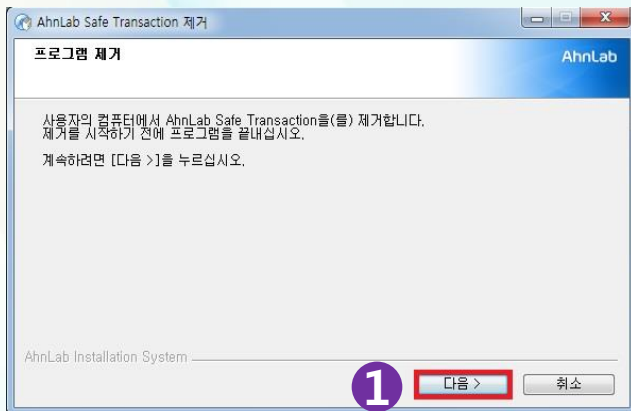 AhnLab Safe Transaction 제거
프로그램 제거
AhnLab
사용자의 컴퓨터에서 AhnLab Safe Transaction을(를) 제거합니다.
제거를 시작하기 전에 프로그램을 끝내십시오.
계속하려면 [다음 >]을 누르십시오.
AhnLab Installation System
1 다음 > 취소